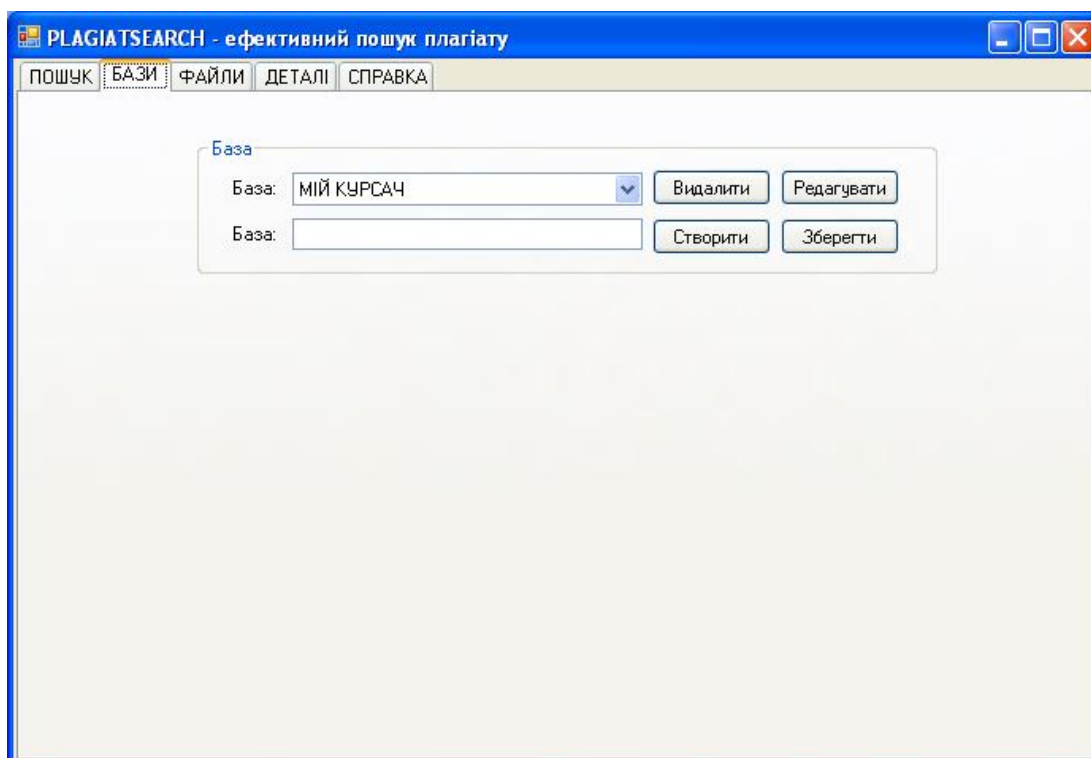 PLAGIATSEARCH - ефективний пошук плагіату
ПОШУК БАЗИ ФАЙЛИ ДЕТАЛІ СПРАВКА
База
База: МІЙ КУРСАЧ Видалити Редагувати
База: Створити Зберегти